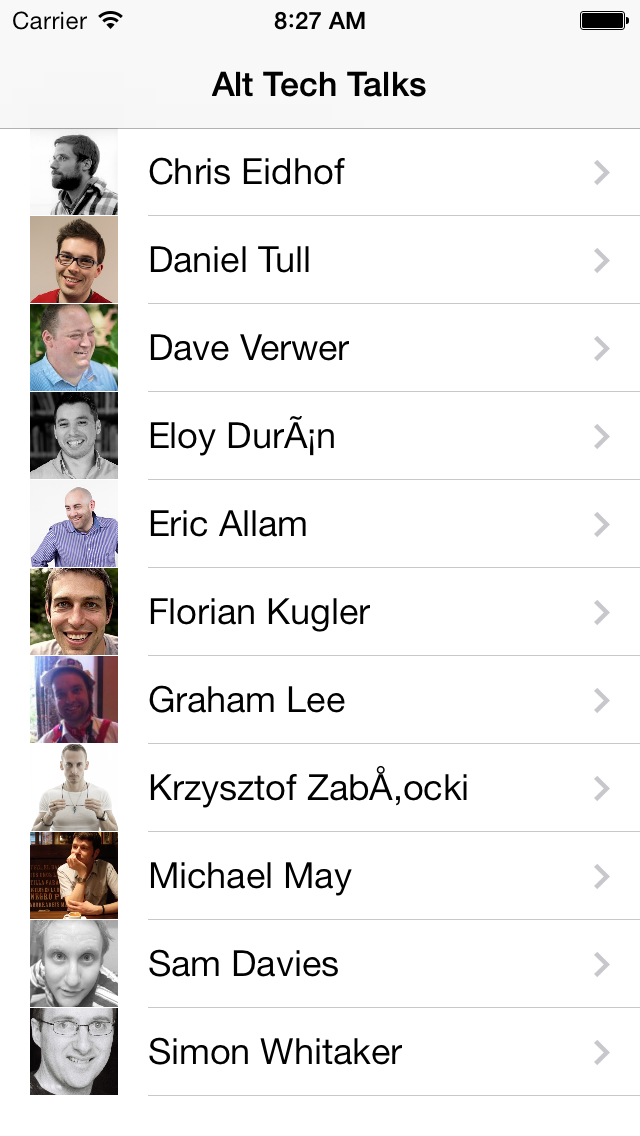 Carrier 8:27 AM
Alt Tech Talks
Chris Eidhof
Daniel Tull
Dave Verwer
Eloy DurÃ¡n
Eric Allam
Florian Kugler
Graham Lee
Krzysztof ZabÅ‚ocki
Michael May
Sam Davies
Simon Whitaker